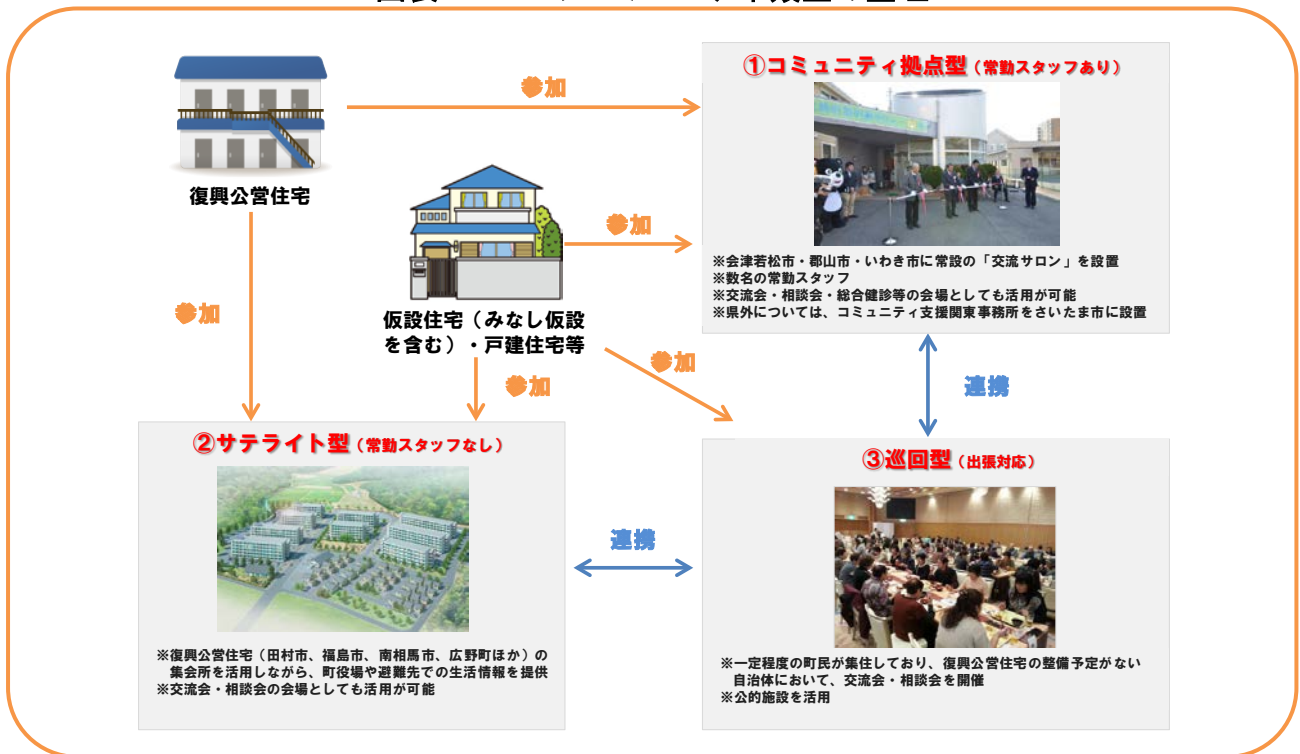 ①コミュニティ拠点型（常勤スタッフあり）
参加
復興公営住宅
参加
※会津若松市・郡山市・いわき市に常設の「交流サロン」を設置
※数名の常勤スタッフ
※交流会・相談会・総合健診等の会場としても活用が可能
※県外については、コミュニティ支援関東事務所をさいたま市に設置
参加
仮設住宅（みなし仮設
を含む）・戸建住宅等
参加
参加
連携
②サテライト型（常勤スタッフなし）
③巡回型（出張対応）
連携
※復興公営住宅（田村市、福島市、南相馬市、広野町ほか）の
集会所を活用しながら、町役場や避難先での生活情報を提供
※交流会・相談会の会場としても活用が可能
※一定程度の町民が集住しており、復興公営住宅の整備予定がない
自治体において、交流会・相談会を開催
※公的施設を活用